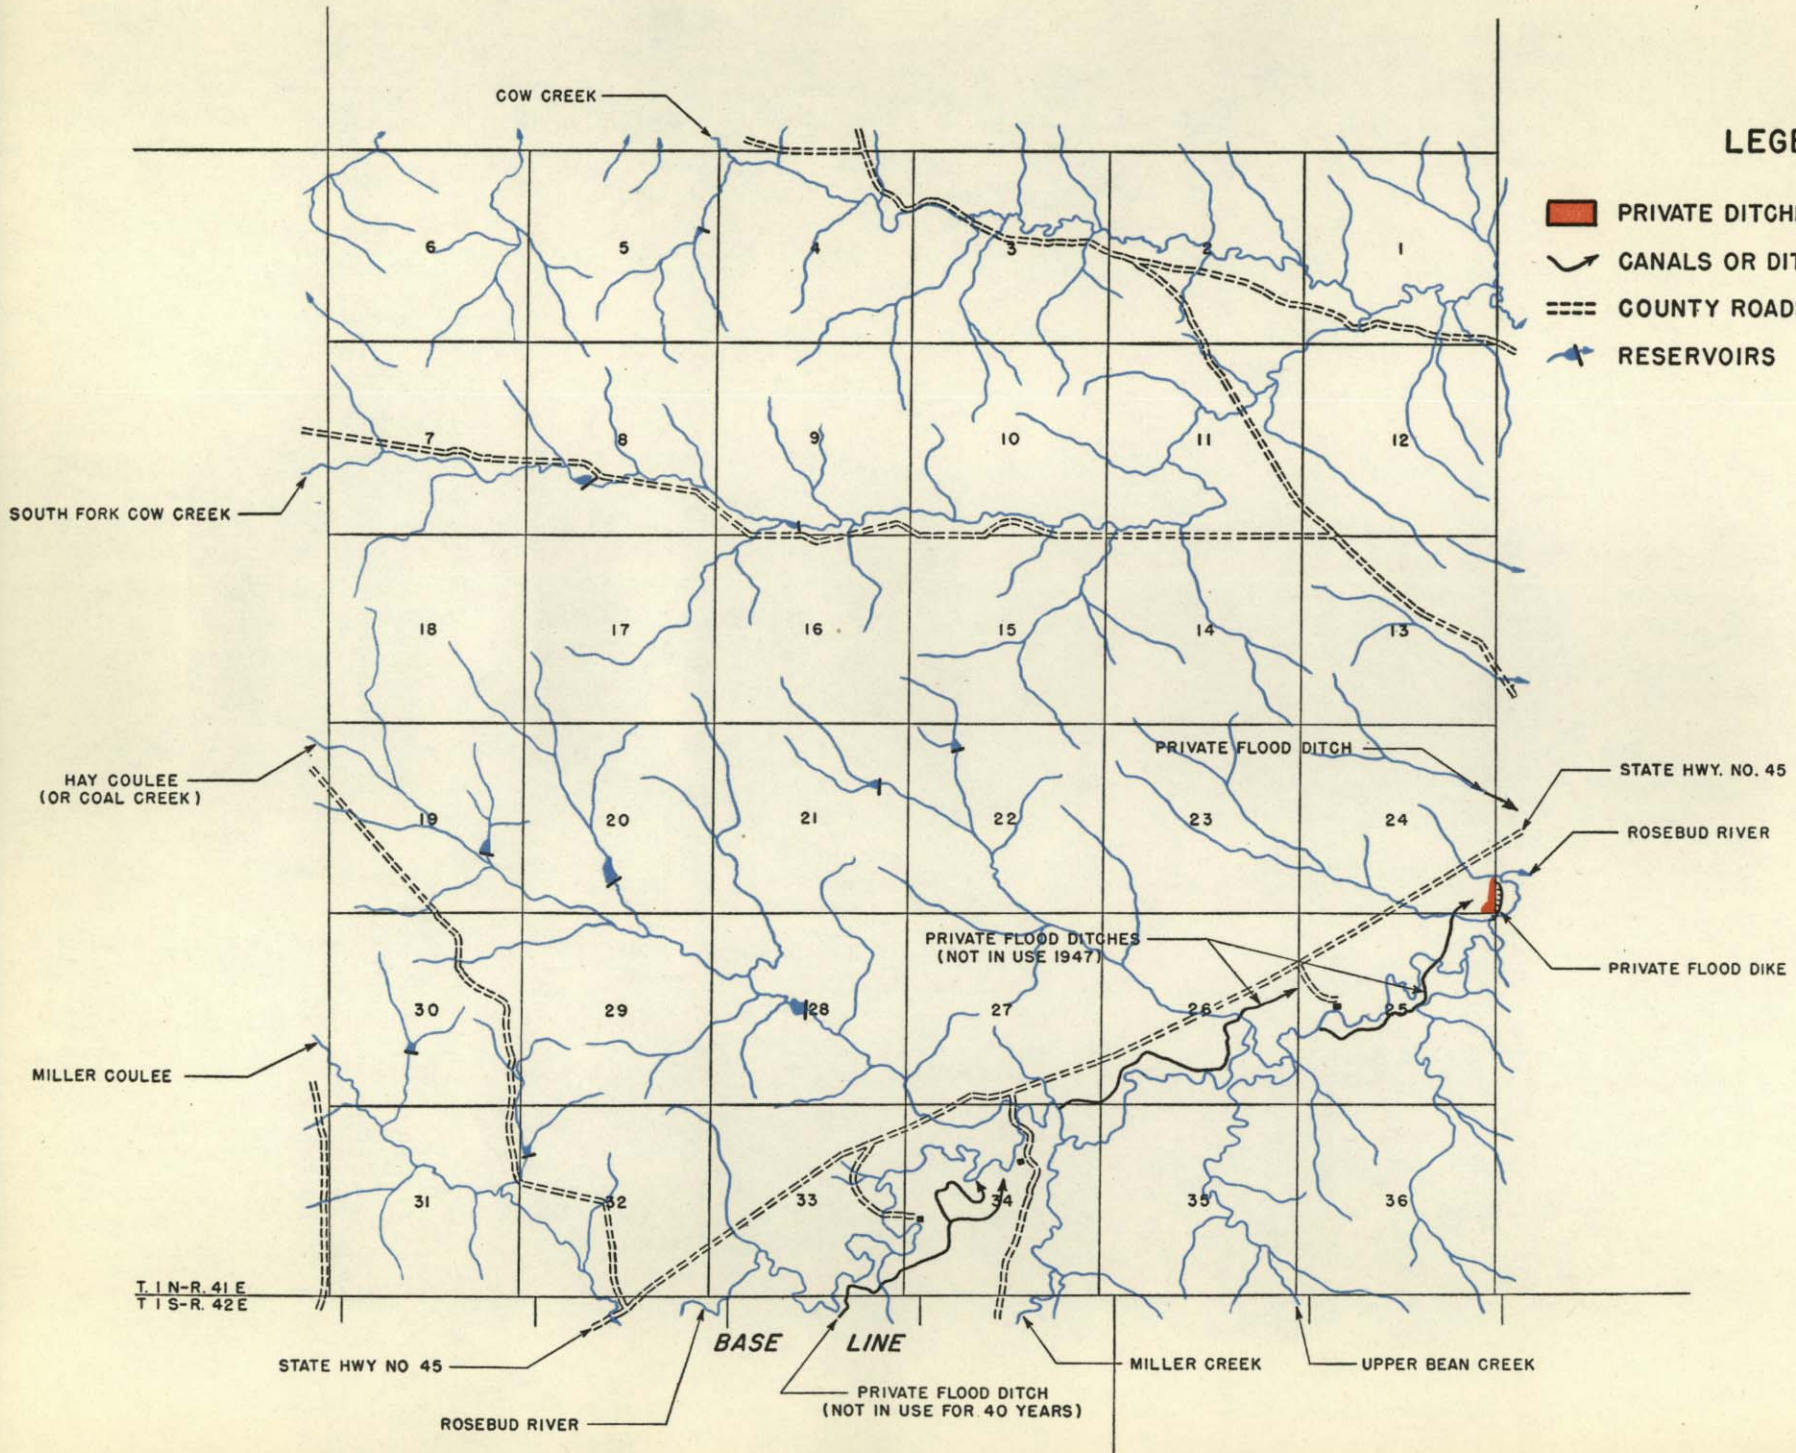 COW CREEK
LEGE
PRIVATE DITCH
CANALS OR DIT
COUNTY ROAD
RESERVOIRS
6 5 4 3 2 1
7 8 9 10 11 12
SOUTH FORK COW CREEK
18 17 16 15 14 13
PRIVATE FLOOD DITCH
STATE HWY. NO. 45
HAY COULEE
(OR COAL CREEK)
19 20 21 22 23 24
ROSEBUD RIVER
PRIVATE FLOOD DITCHES
(NOT IN USE 1947)
PRIVATE FLOOD DIKE
30 29 28 27 26 25
MILLER COULEE
31 32 33 34 35 36
T. I N-R. 41 E
T I S-R. 42 E
BASE LINE
STATE HWY NO 45
MILLER CREEK
UPPER BEAN CREEK
PRIVATE FLOOD DITCH
(NOT IN USE FOR 40 YEARS)
ROSEBUD RIVER